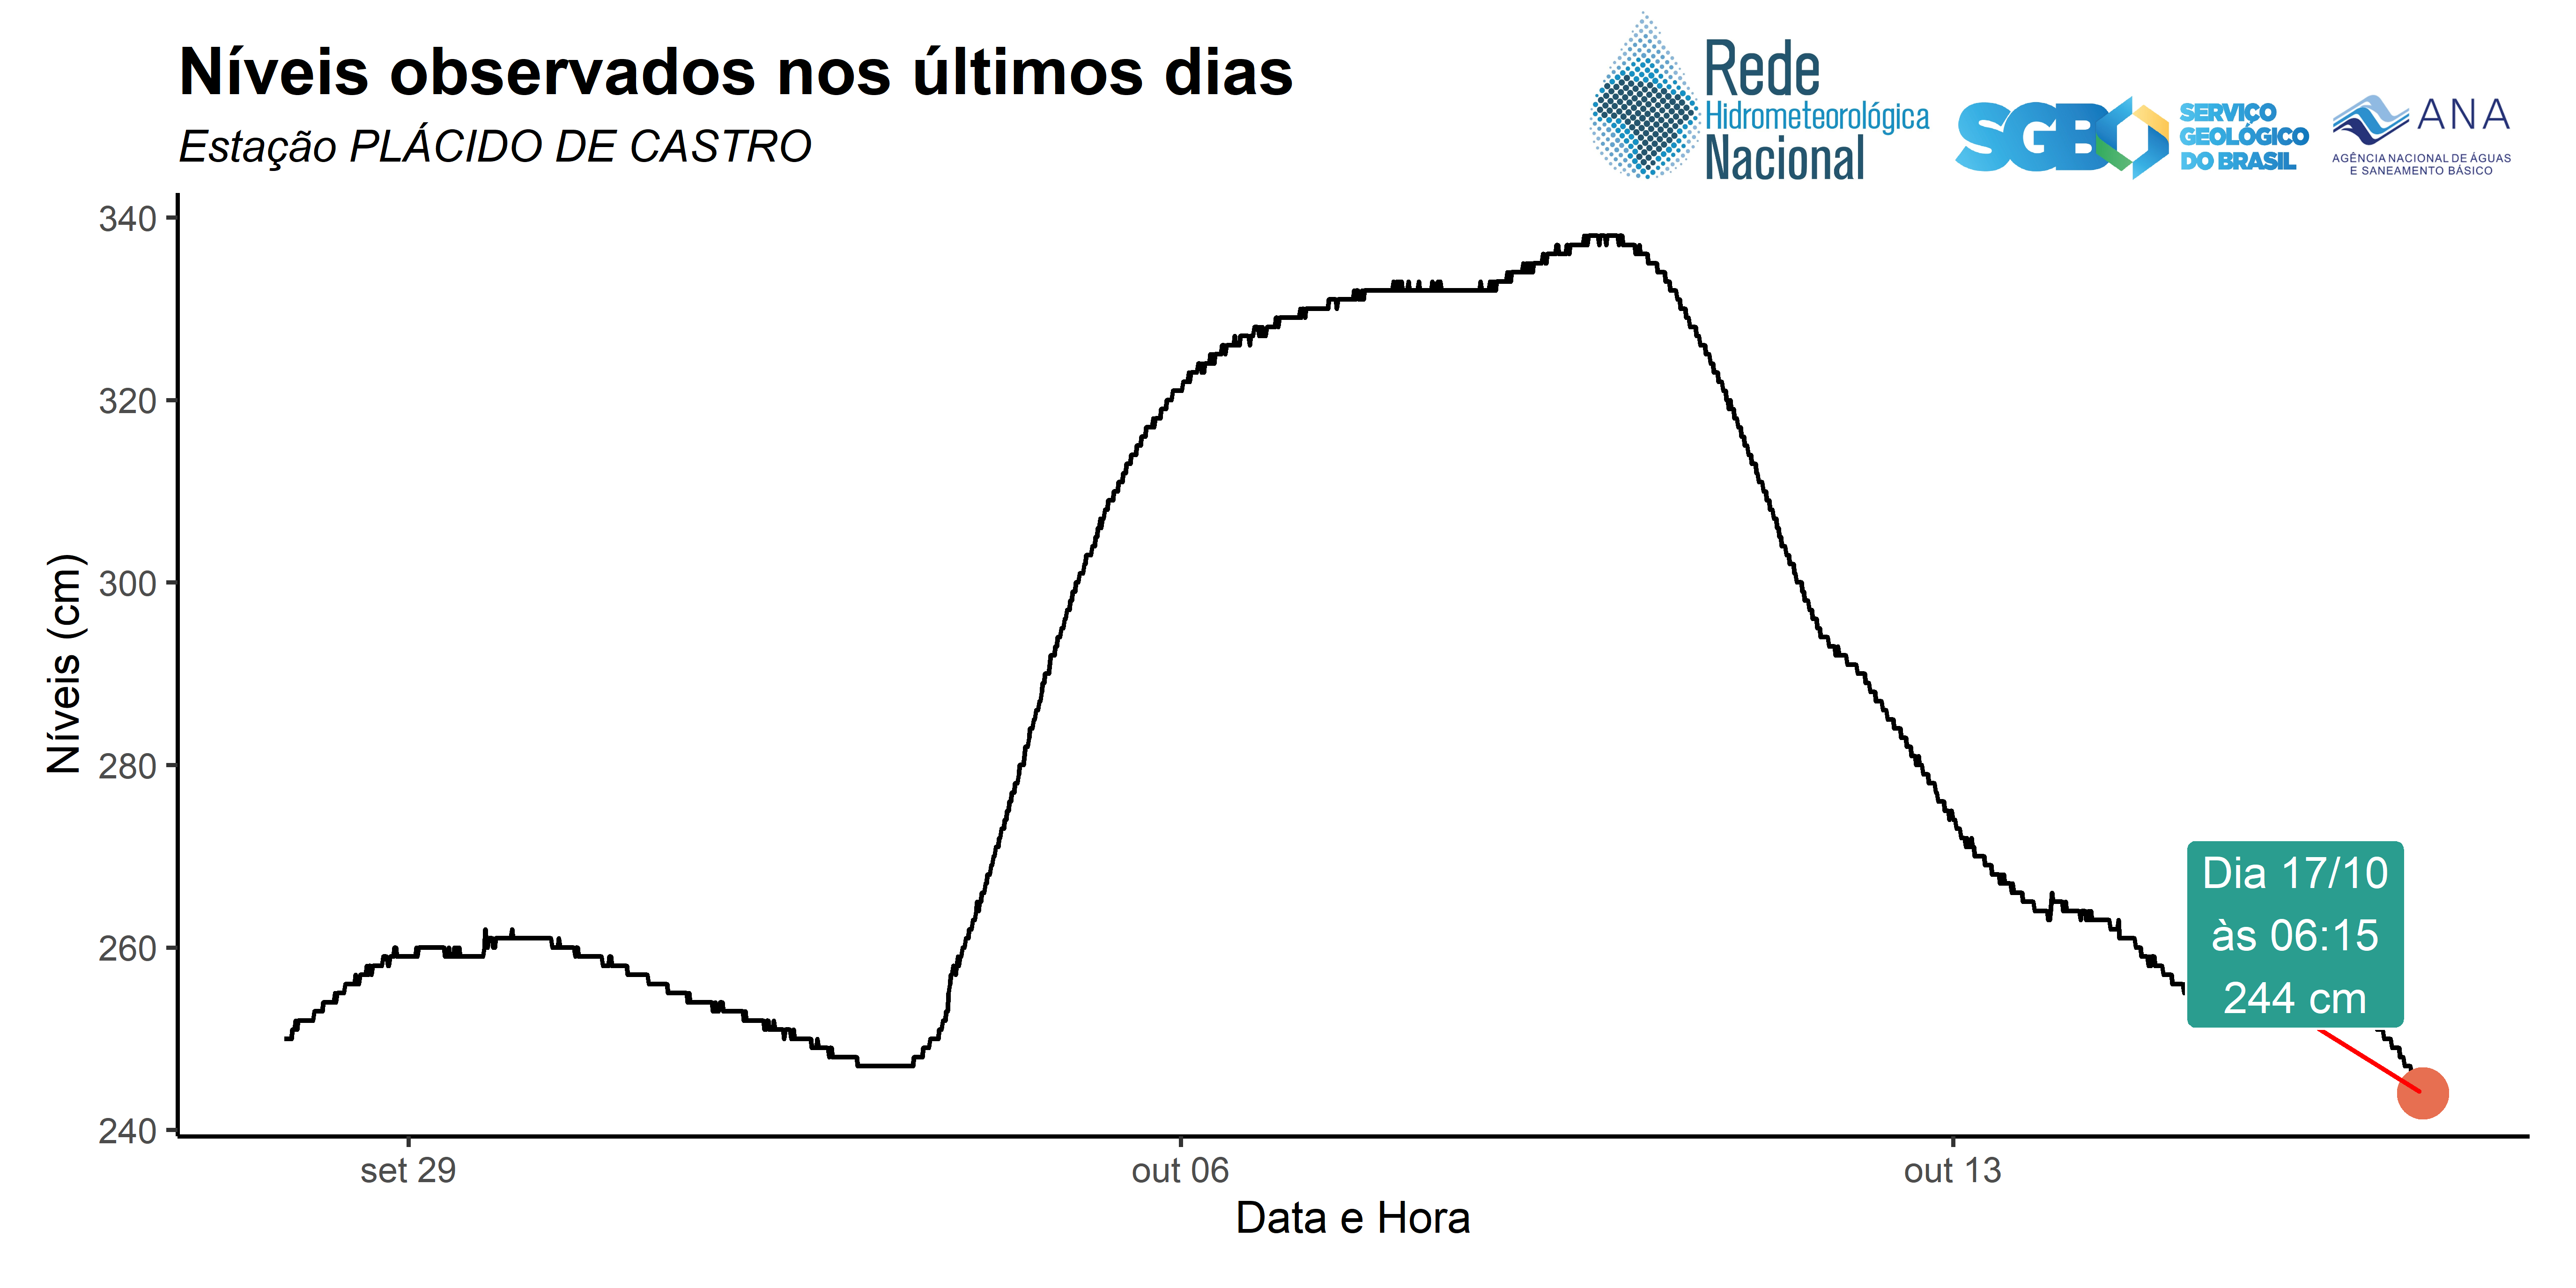 Níveis observados nos últimos dias
Estação PLÁCIDO DE CASTRO
Rede
Hidrometeorológica
Nacional
SGB
SERVIÇO
GEOLÓGICO
DO BRASIL
ANA
AGÊNCIA NACIONAL DE ÁGUAS
E SANEAMENTO BÁSICO
Níveis (cm)
340
320
300
280
260
240
Dia 17/10
às 06:15
244 cm
set 29
out 06
out 13
Data e Hora